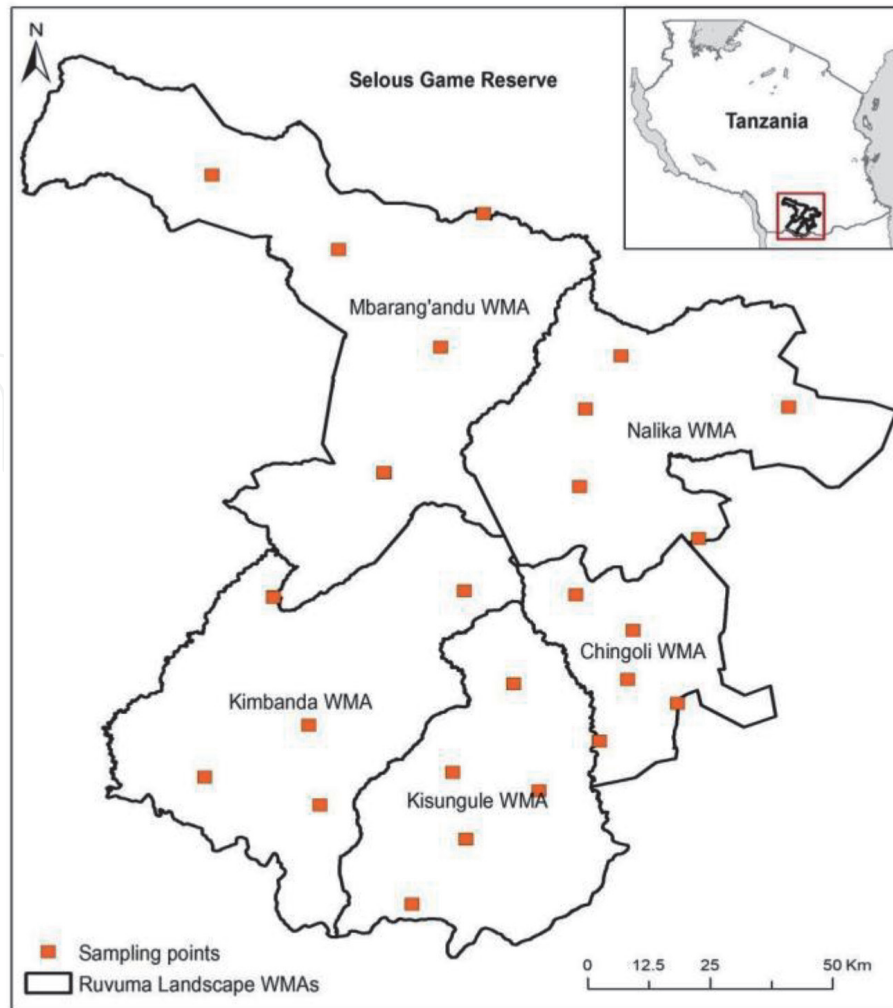 N
Selous Game Reserve
Tanzania
Mbarang'andu WMA
Nalika WMA
Chingoli WMA
Kimbanda WMA
Kisungule WMA
Sampling points
Ruvuma Landscape WMAs
0 12.5 25 50 Km